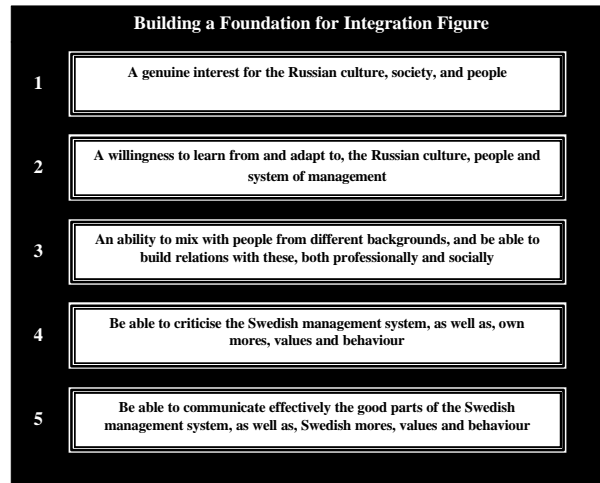 Building a Foundation for Integration Figure
1
A genuine interest for the Russian culture, society, and people
2
A willingness to learn from and adapt to, the Russian culture, people and
system of management
3
An ability to mix with people from different backgrounds, and be able to
build relations with these, both professionally and socially
4
Be able to criticise the Swedish management system, as well as, own
mores, values and behaviour
5
Be able to communicate effectively the good parts of the Swedish
management system, as well as, Swedish mores, values and behaviour